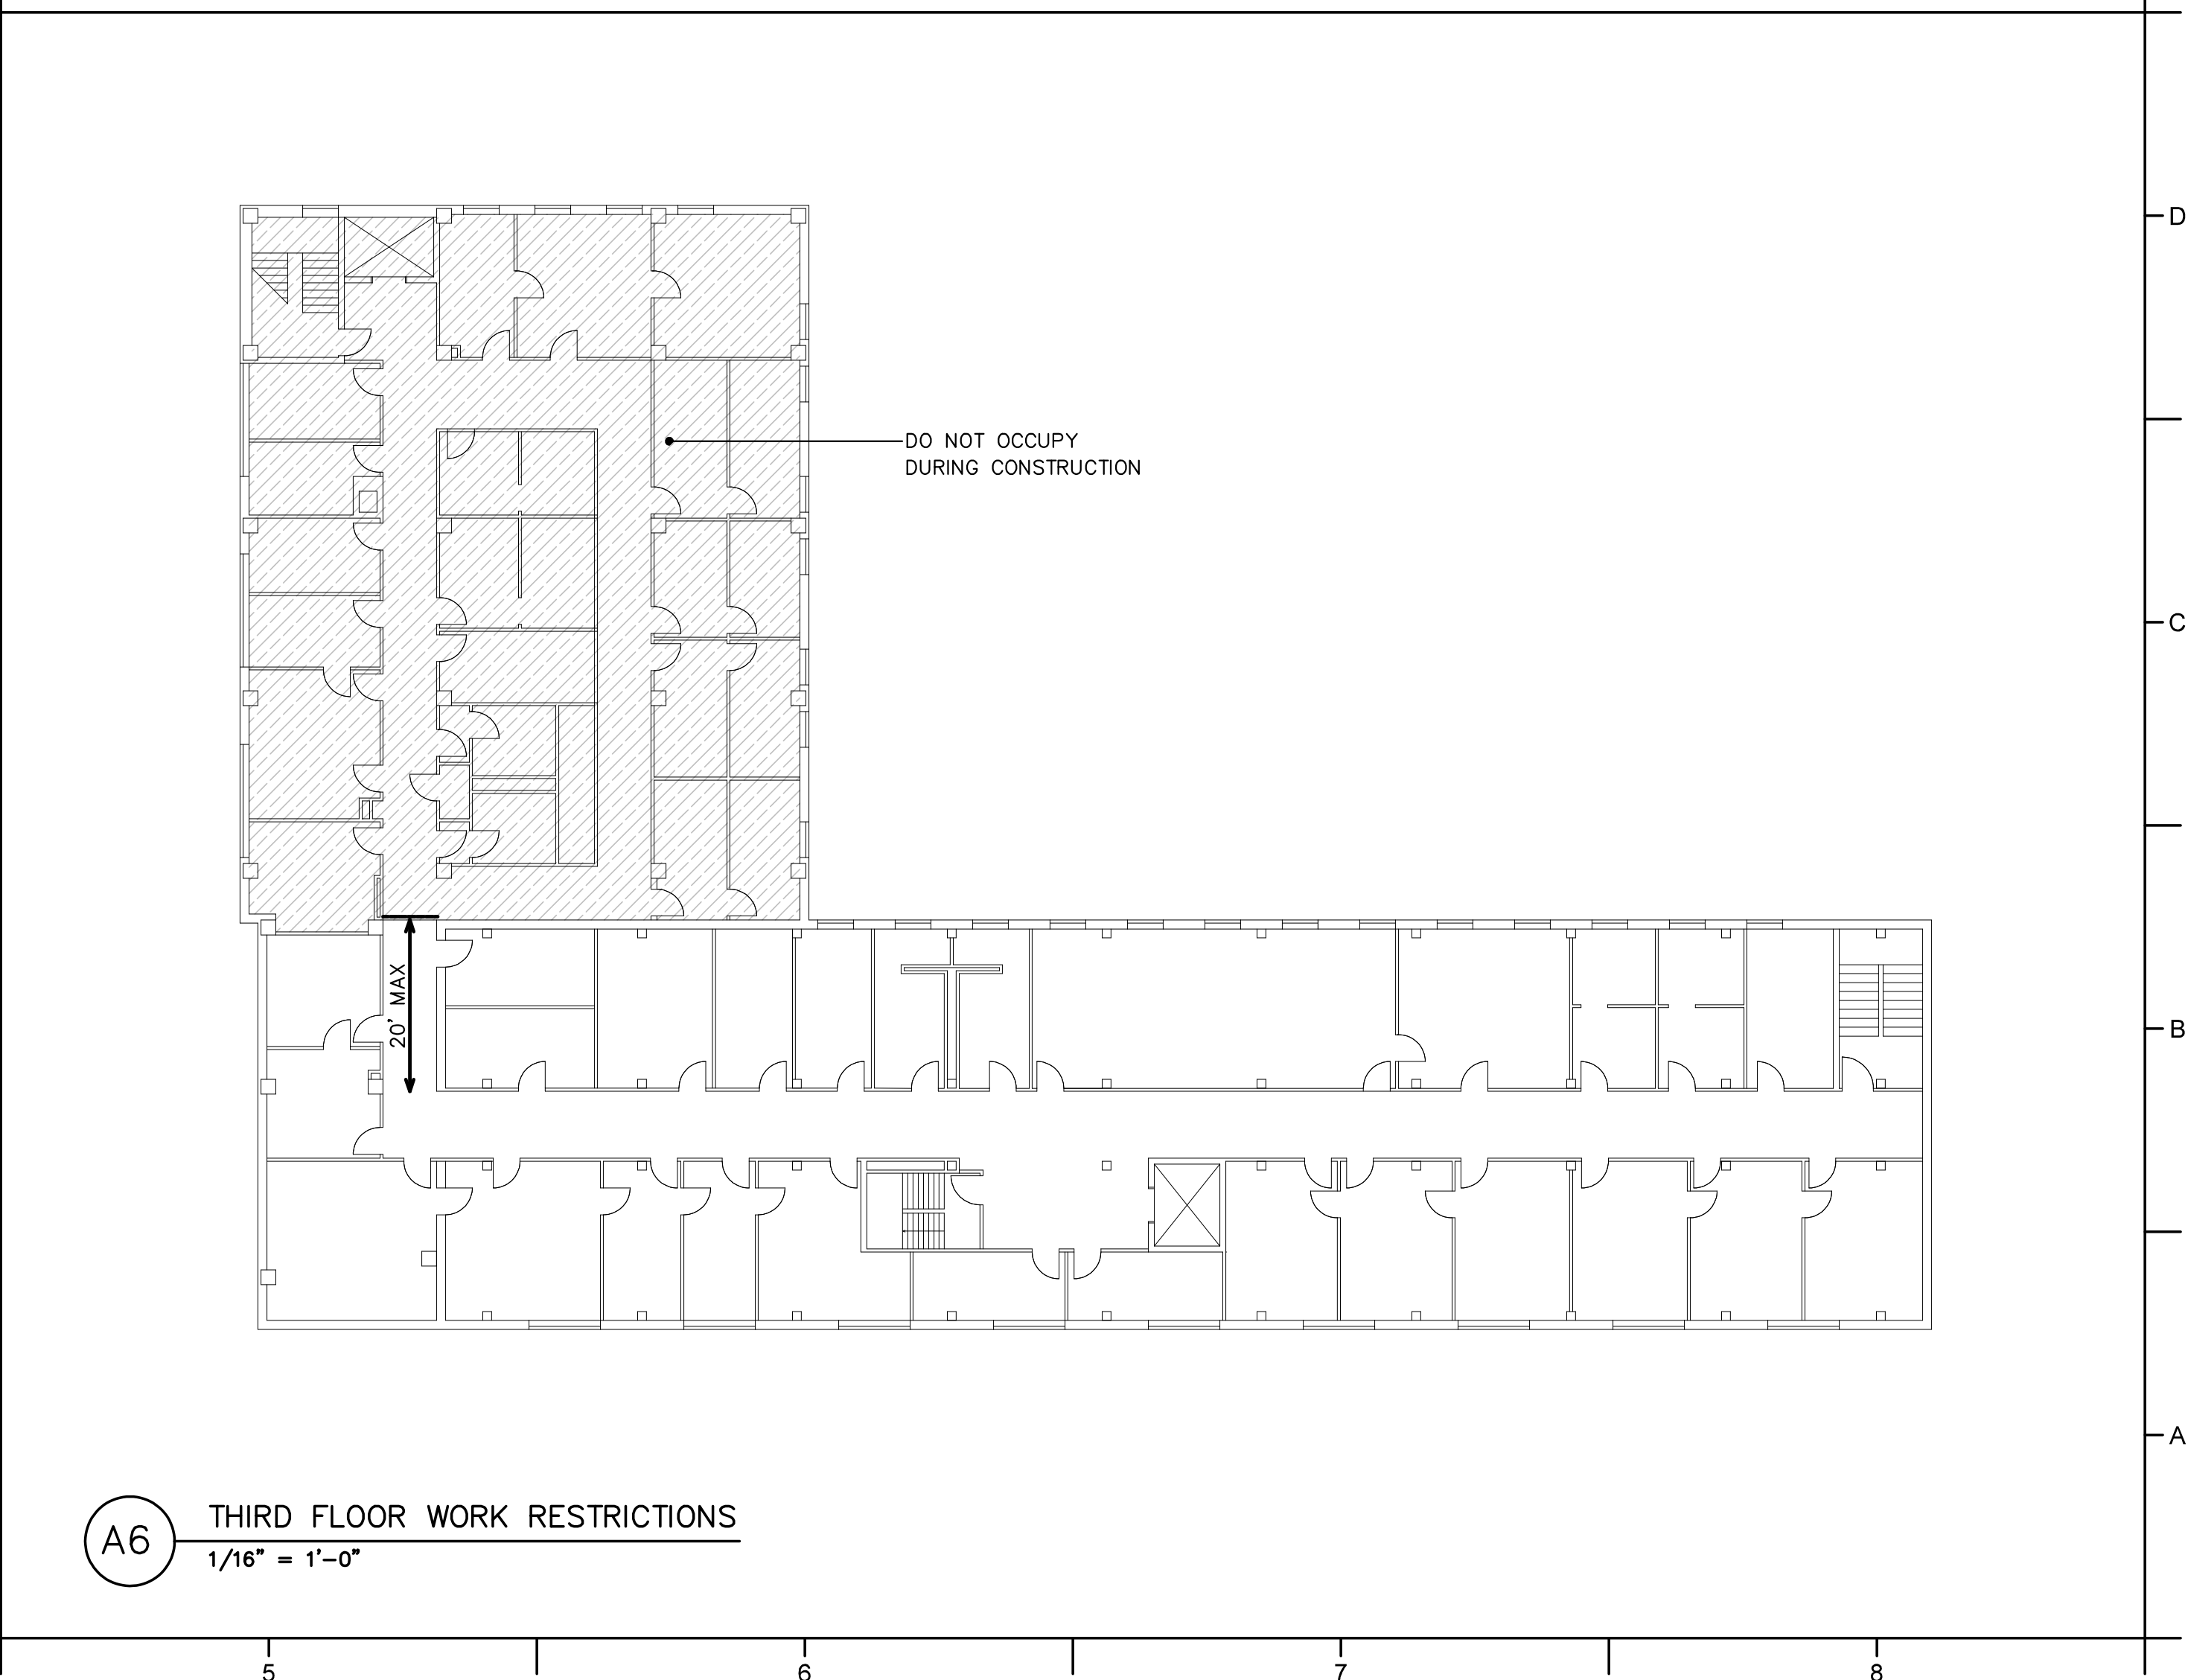 D
DO NOT OCCUPY
DURING CONSTRUCTION
C
20' MAX
B
A
A6
THIRD FLOOR WORK RESTRICTIONS
1/16" = 1'-0"
5
6
7
8